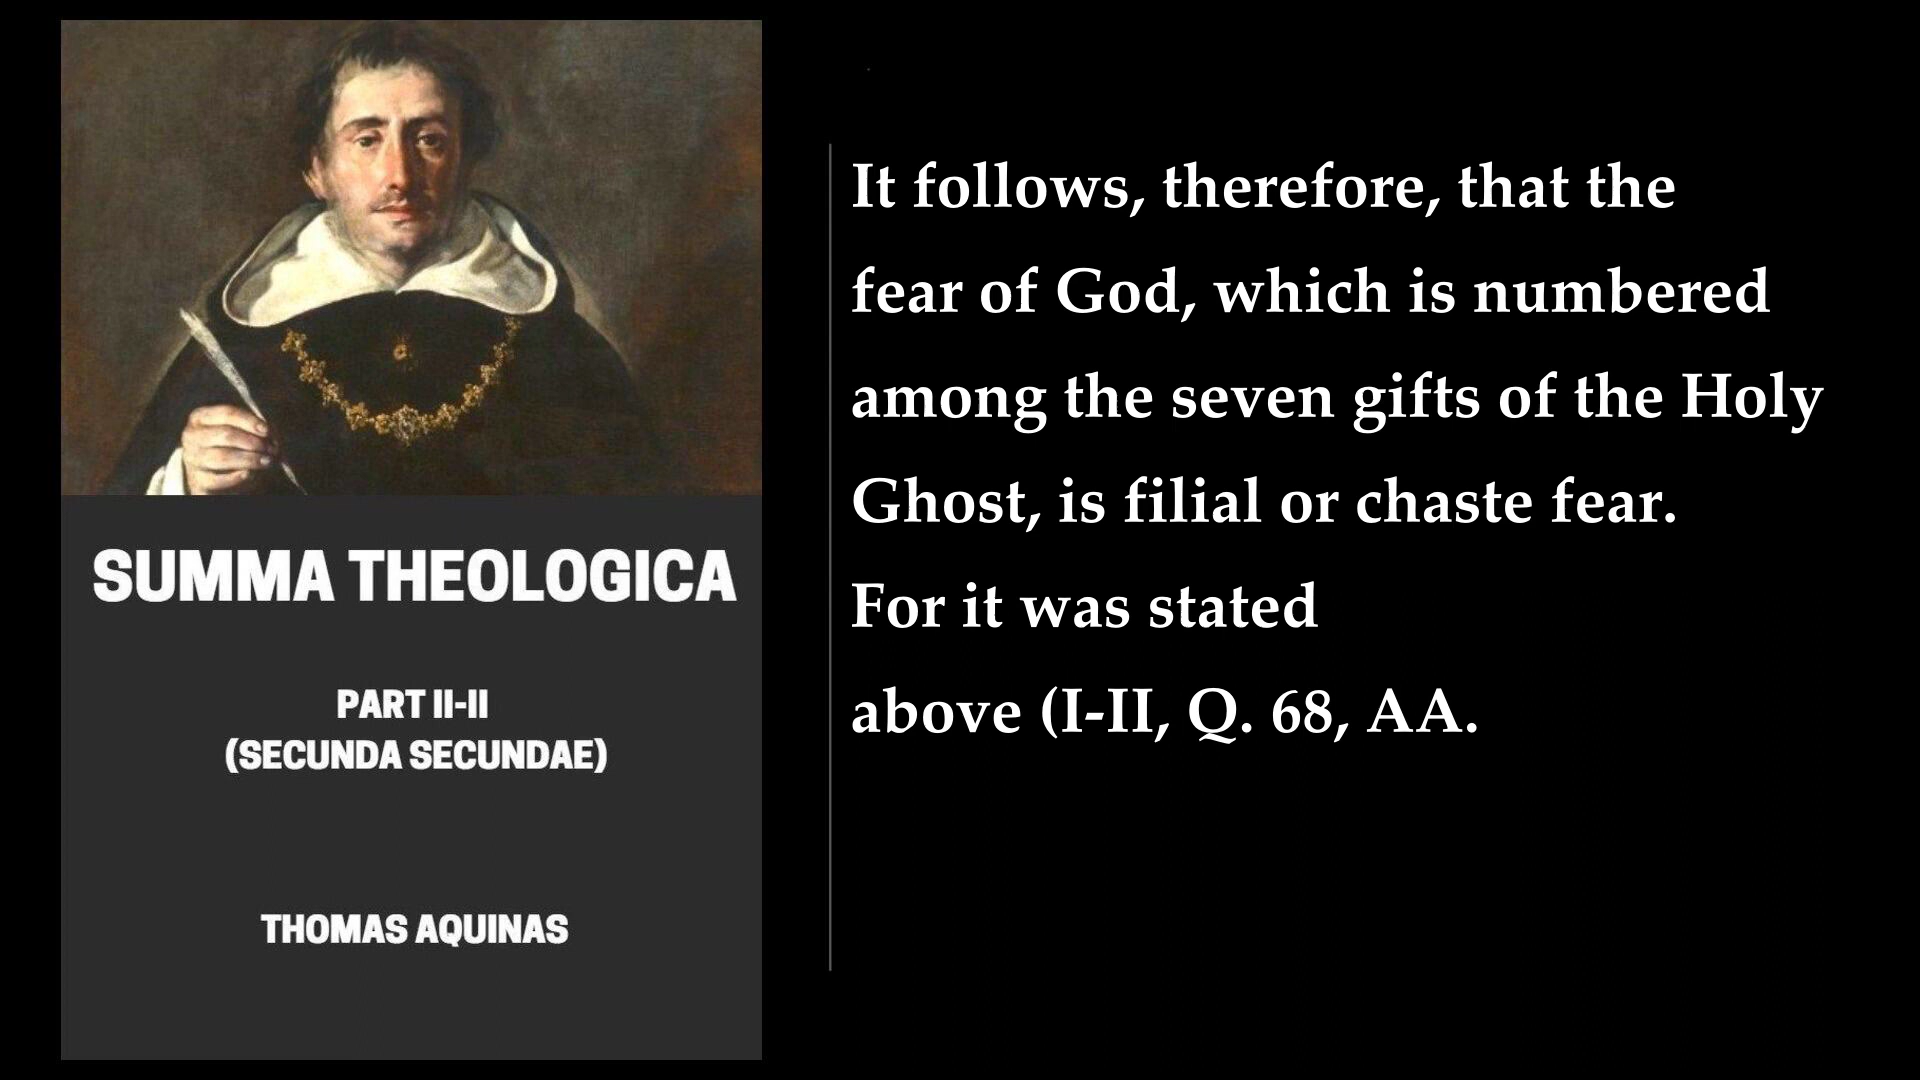 SUMMA THEOLOGICA
PART II-II
(SECUNDA SECUNDAE)
THOMAS AQUINAS
It follows, therefore, that the
fear of God, which is numbered
among the seven gifts of the Holy
Ghost, is filial or chaste fear.
For it was stated
above (I-II, Q. 68, AA.